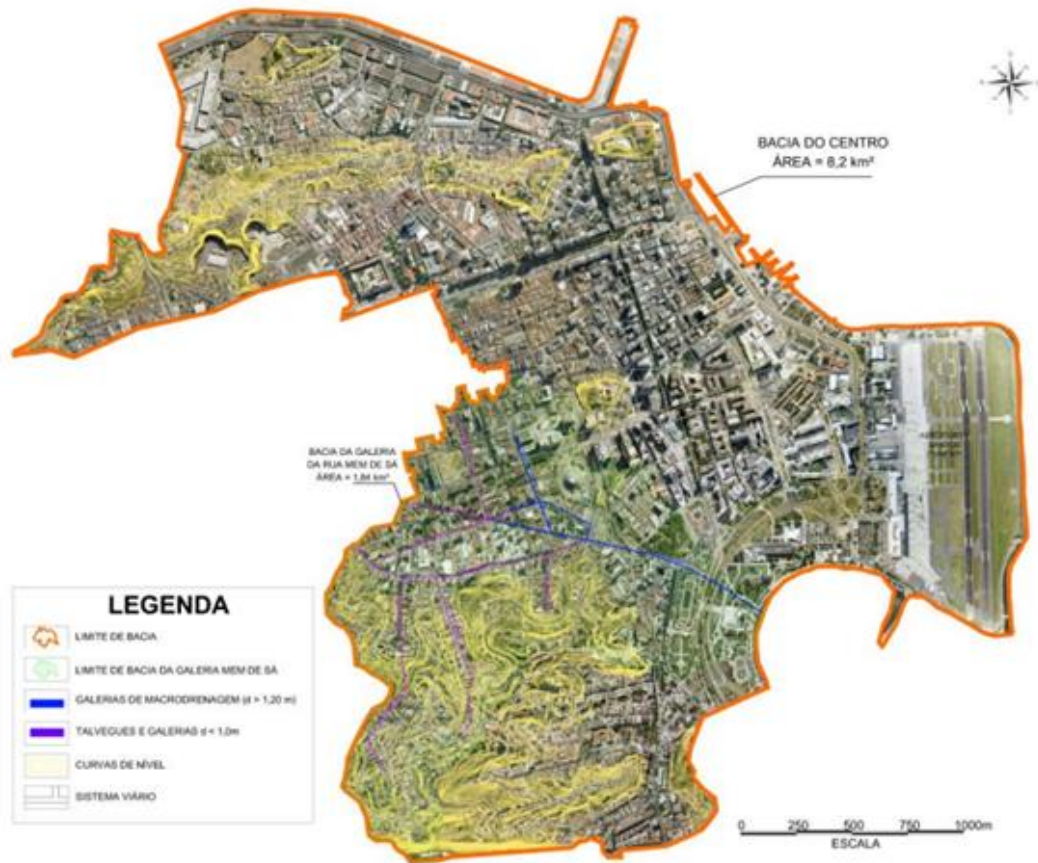 BACIA DO CENTRO
ÁREA = 8,2 km²
BACIA DA GALERIA
DA RUA MEM DE SÁ
ÁREA = 1,84 km²
LEGENDA
LIMITE DE BACIA
LIMITE DE BACIA DA GALERIA MEM DE SÁ
GALERIAS DE MACRODRENAGEM (d > 1,20 m)
TALVEGUES E GALERIAS d < 1,0m
CURVAS DE NÍVEL
SISTEMA VIÁRIO
0 250 500 750 1000m
ESCALA